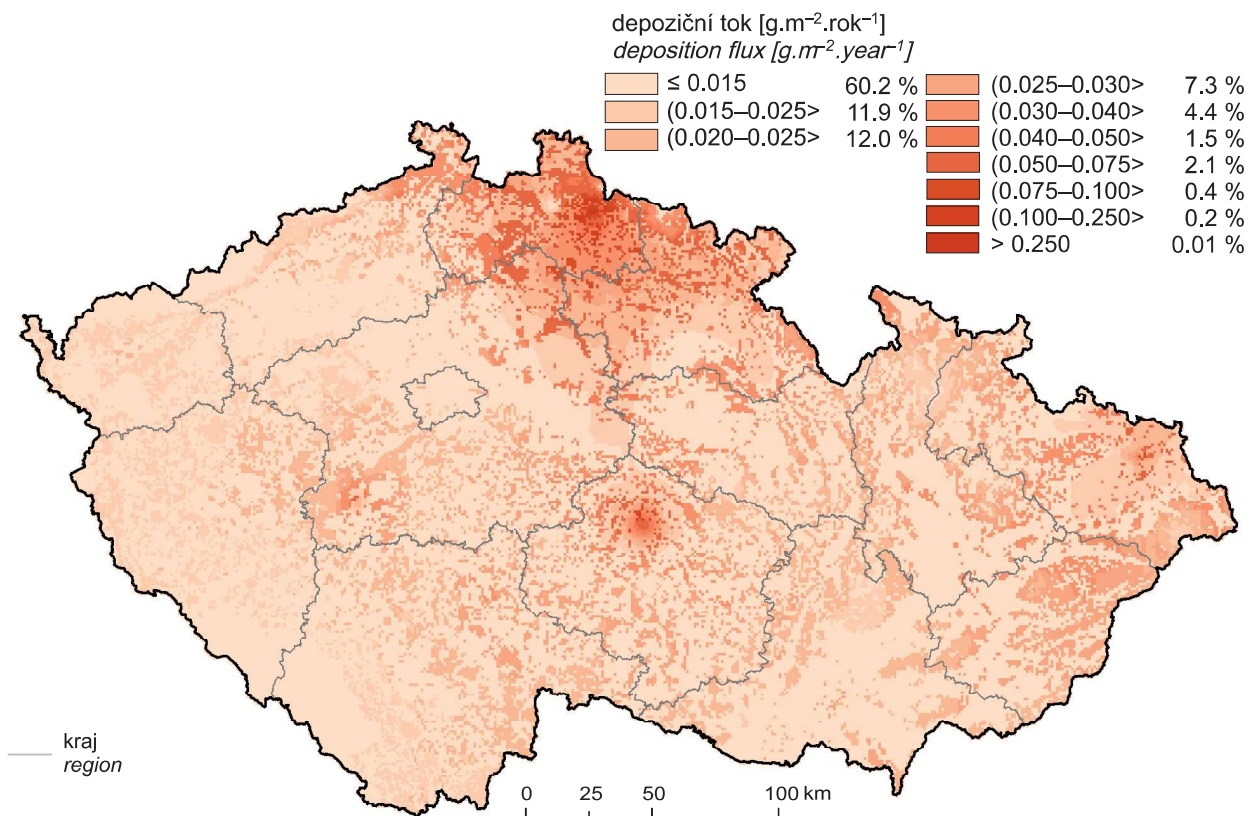 depoziční tok [g.m⁻².rok⁻¹]
deposition flux [g.m⁻².year⁻¹]
≤ 0.015 60.2 %
(0.015–0.025> 11.9 %
(0.020–0.025> 12.0 %
(0.025–0.030> 7.3 %
(0.030–0.040> 4.4 %
(0.040–0.050> 1.5 %
(0.050–0.075> 2.1 %
(0.075–0.100> 0.4 %
(0.100–0.250> 0.2 %
> 0.250 0.01 %
kraj
region
0 25 50 100 km